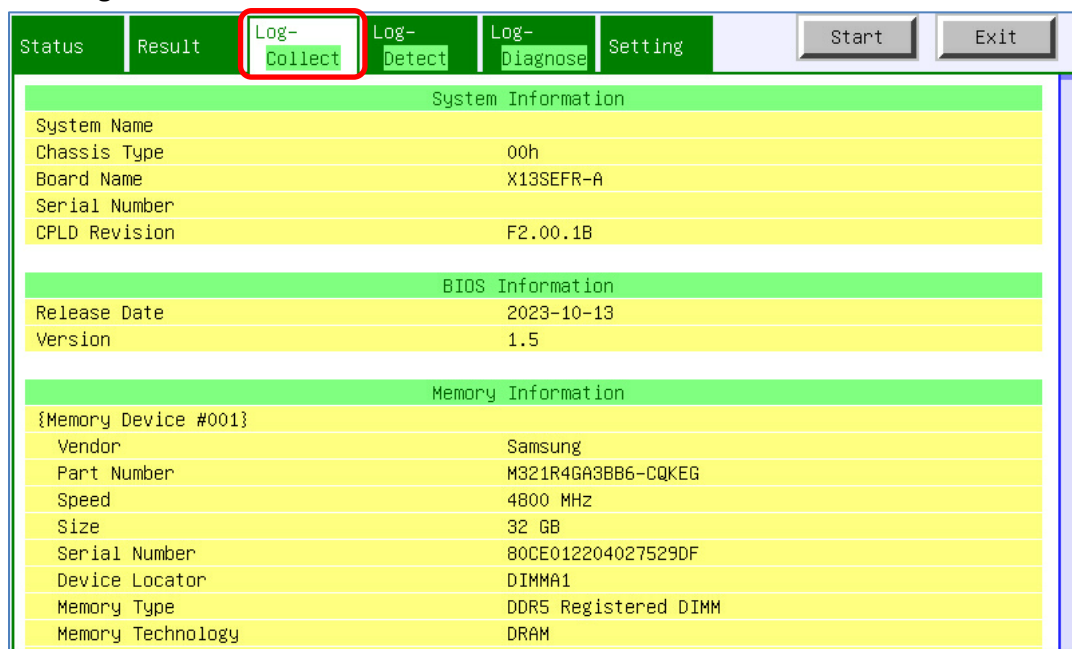 Status Result Log-Collect Log-Detect Log-Diagnose Setting Start Exit
System Information
System Name
Chassis Type 00h
Board Name X13SEFR-A
Serial Number
CPLD Revision F2.00.1B
BIOS Information
Release Date 2023-10-13
Version 1.5
Memory Information
{Memory Device #001}
Vendor Samsung
Part Number M321R4GA3BB6-CQKEG
Speed 4800 MHz
Size 32 GB
Serial Number 80CE012204027529DF
Device Locator DIMMA1
Memory Type DDR5 Registered DIMM
Memory Technology DRAM